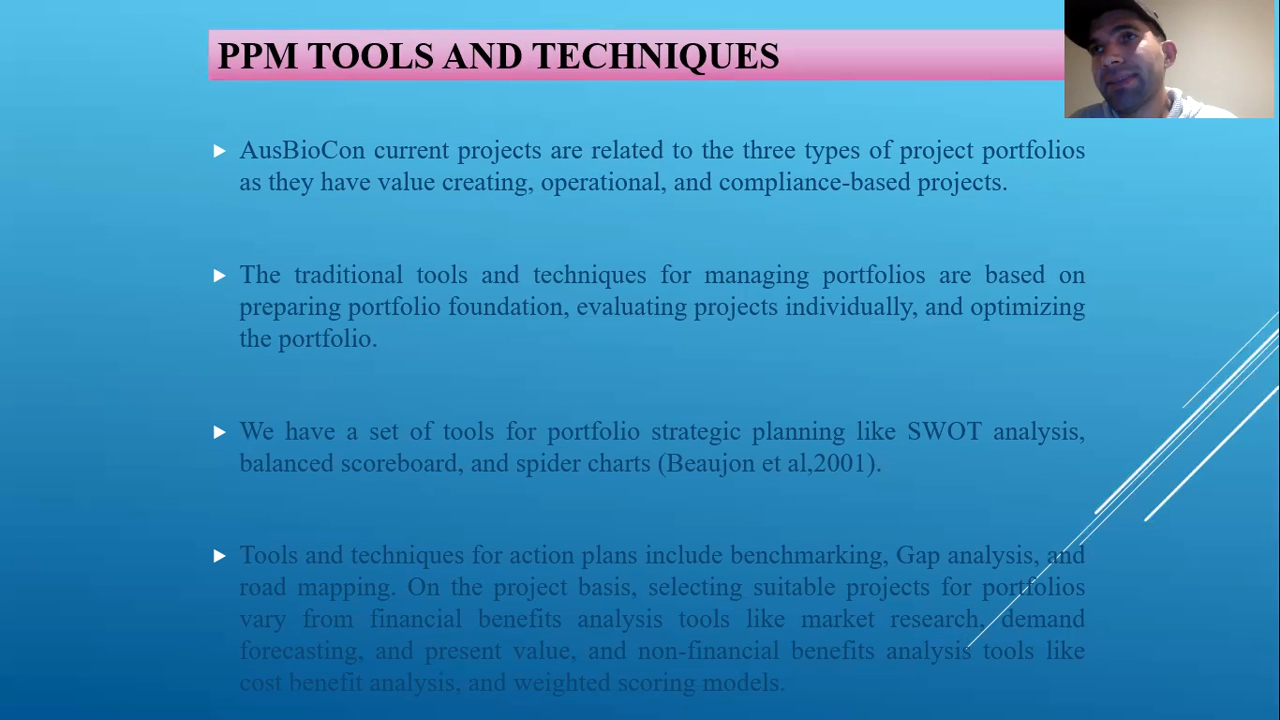 PPM TOOLS AND TECHNIQUES
AusBioCon current projects are related to the three types of project portfolios
as they have value creating, operational, and compliance-based projects.
The traditional tools and techniques for managing portfolios are based on
preparing portfolio foundation, evaluating projects individually, and optimizing
the portfolio.
We have a set of tools for portfolio strategic planning like SWOT analysis,
balanced scoreboard, and spider charts (Beaujon et al,2001).
Tools and techniques for action plans include benchmarking, Gap analysis, and
road mapping. On the project basis, selecting suitable projects for portfolios
vary from financial benefits analysis tools like market research, demand
forecasting, and present value, and non-financial benefits analysis tools like
cost benefit analysis, and weighted scoring models.